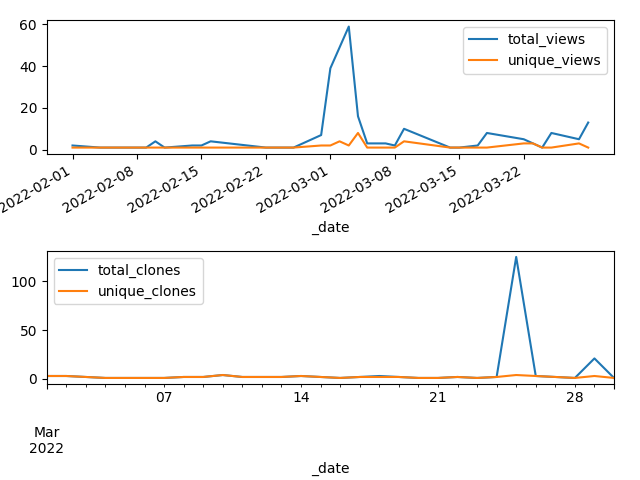 60
40
20
0
total_views
unique_views
2022-02-01
2022-02-08
2022-02-15
2022-02-22
2022-03-01
2022-03-08
2022-03-15
2022-03-22
_date
100
50
0
total_clones
unique_clones
07
14
21
28
Mar
2022
_date